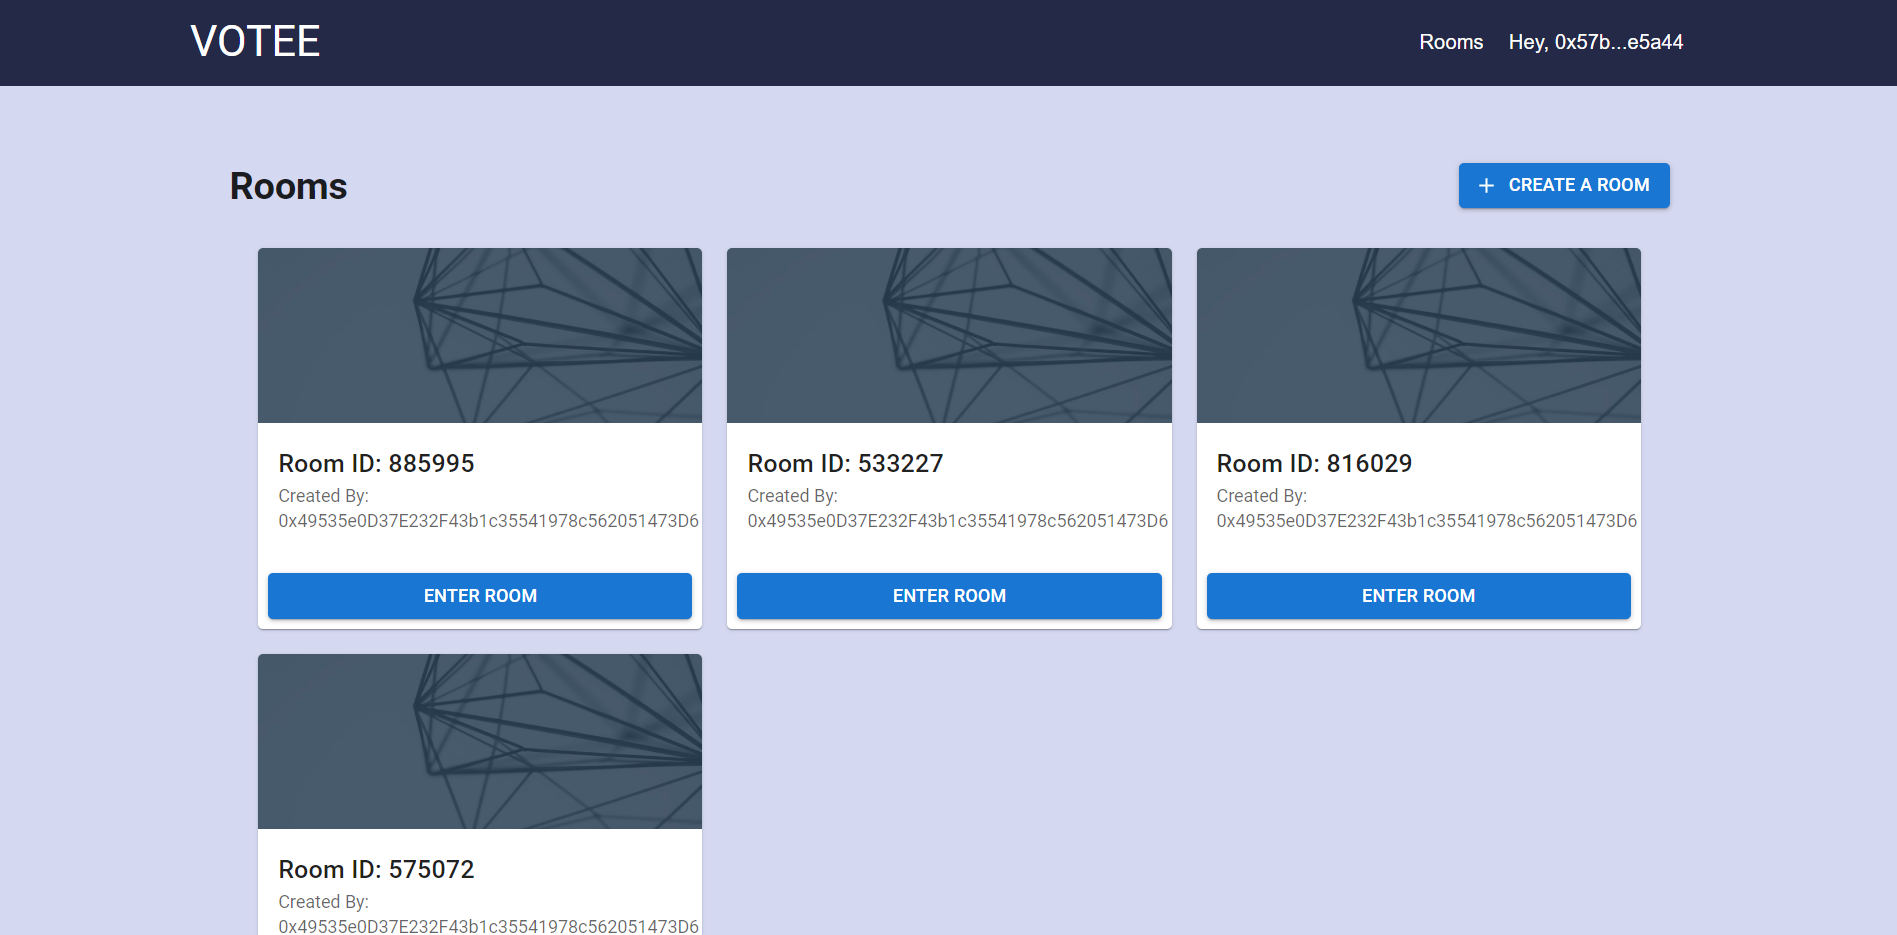 VOTEE
Rooms
Hey, 0x57b...e5a44
Rooms
+ CREATE A ROOM
Room ID: 885995
Created By:
0x49535e0D37E232F43b1c35541978c562051473D6
ENTER ROOM
Room ID: 533227
Created By:
0x49535e0D37E232F43b1c35541978c562051473D6
ENTER ROOM
Room ID: 816029
Created By:
0x49535e0D37E232F43b1c35541978c562051473D6
ENTER ROOM
Room ID: 575072
Created By:
0x49535e0D37E232F43b1c35541978c562051473D6